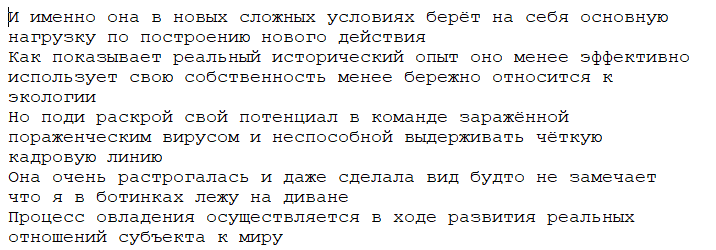 И именно она в новых сложных условиях берёт на себя основную
нагрузку по построению нового действия
Как показывает реальный исторический опыт оно менее эффективно
использует свою собственность менее бережно относится к
экологии
Но поди раскрой свой потенциал в команде заражённой
пораженческим вирусом и неспособной выдерживать чёткую
кадровую линию
Она очень растрогалась и даже сделала вид будто не замечает
что я в ботинках лежу на диване
Процесс овладения осуществляется в ходе развития реальных
отношений субъекта к миру